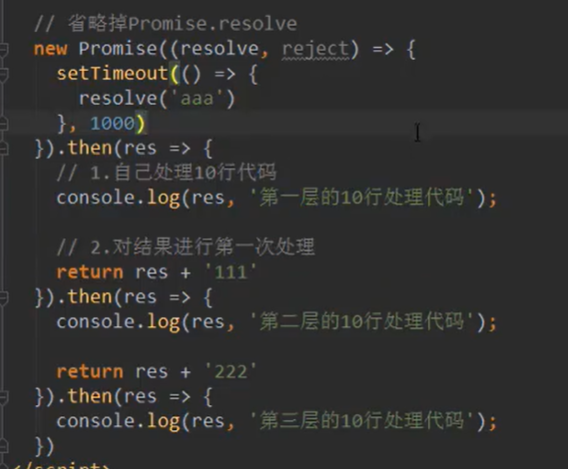 // 省略掉Promise.resolve
new Promise((resolve, reject) => {
  setTimeout(() => {
    resolve('aaa')
  }, 1000)
}).then(res => {
  // 1.自己处理10行代码
  console.log(res, '第一层的10行处理代码');

  // 2.对结果进行第一次处理
  return res + '111'
}).then(res => {
  console.log(res, '第二层的10行处理代码');

  return res + '222'
}).then(res => {
  console.log(res, '第三层的10行处理代码');
})
</script>